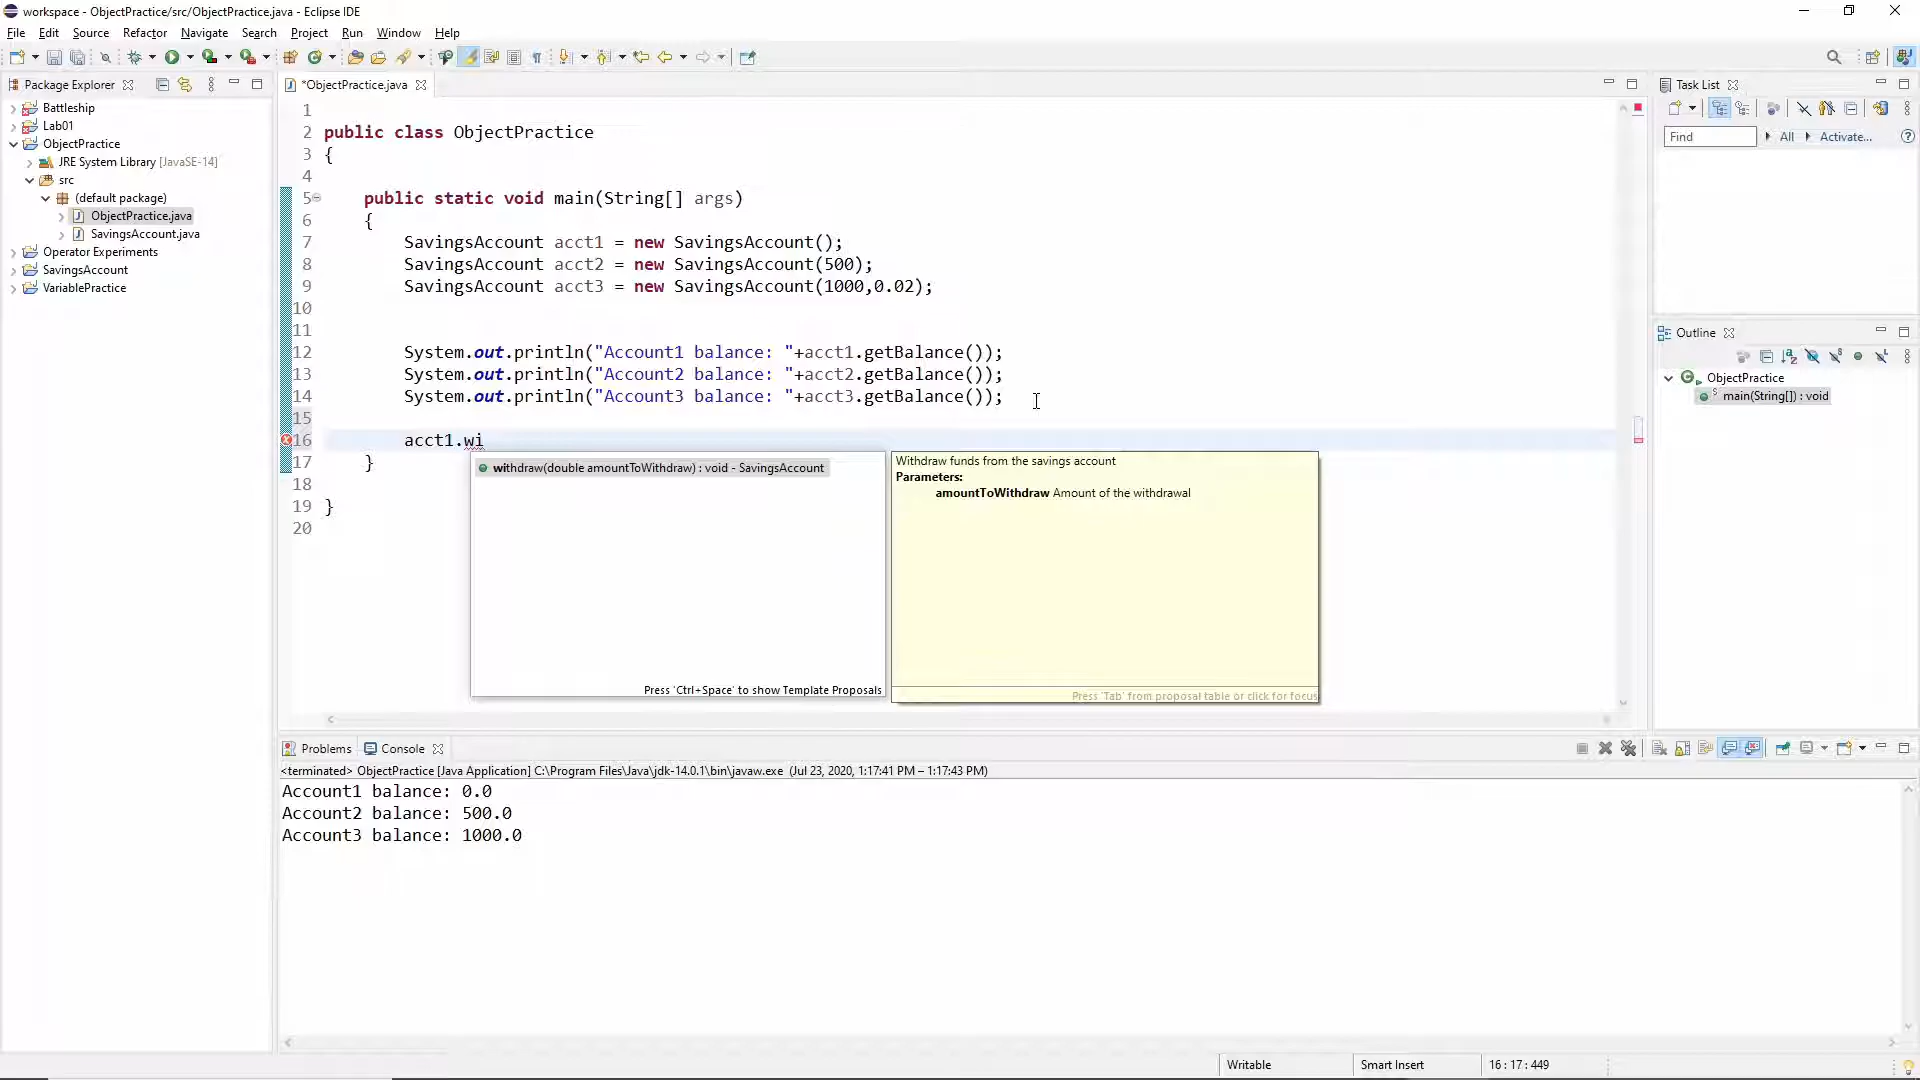 workspace - ObjectPractice/src/ObjectPractice.java - Eclipse IDE
File Edit Source Refactor Navigate Search Project Run Window Help
Package Explorer
Battleship
Lab01
ObjectPractice
JRE System Library [JavaSE-14]
src
(default package)
ObjectPractice.java
SavingsAccount.java
Operator Experiments
SavingsAccount
VariablePractice
*ObjectPractice.java
1
2 public class ObjectPractice
3 {
4
5 public static void main(String[] args)
6 {
7 SavingsAccount acct1 = new SavingsAccount();
8 SavingsAccount acct2 = new SavingsAccount(500);
9 SavingsAccount acct3 = new SavingsAccount(1000,0.02);
10
11
12 System.out.println("Account1 balance: "+acct1.getBalance());
13 System.out.println("Account2 balance: "+acct2.getBalance());
14 System.out.println("Account3 balance: "+acct3.getBalance());
15
16 acct1.wi
17 }
18
19 }
20
withdraw(double amountToWithdraw) : void - SavingsAccount
Press 'Ctrl+Space' to show Template Proposals
Withdraw funds from the savings account
Parameters:
amountToWithdraw Amount of the withdrawal
Press 'Tab' from proposal table or click for focus
Task List
Find All Activate...
Outline
ObjectPractice
main(String[]) : void
Problems Console
<terminated> ObjectPractice [Java Application] C:\Program Files\Java\jdk-14.0.1\bin\javaw.exe (Jul 23, 2020, 1:17:41 PM – 1:17:43 PM)
Account1 balance: 0.0
Account2 balance: 500.0
Account3 balance: 1000.0
Writable Smart Insert 16 : 17 : 449